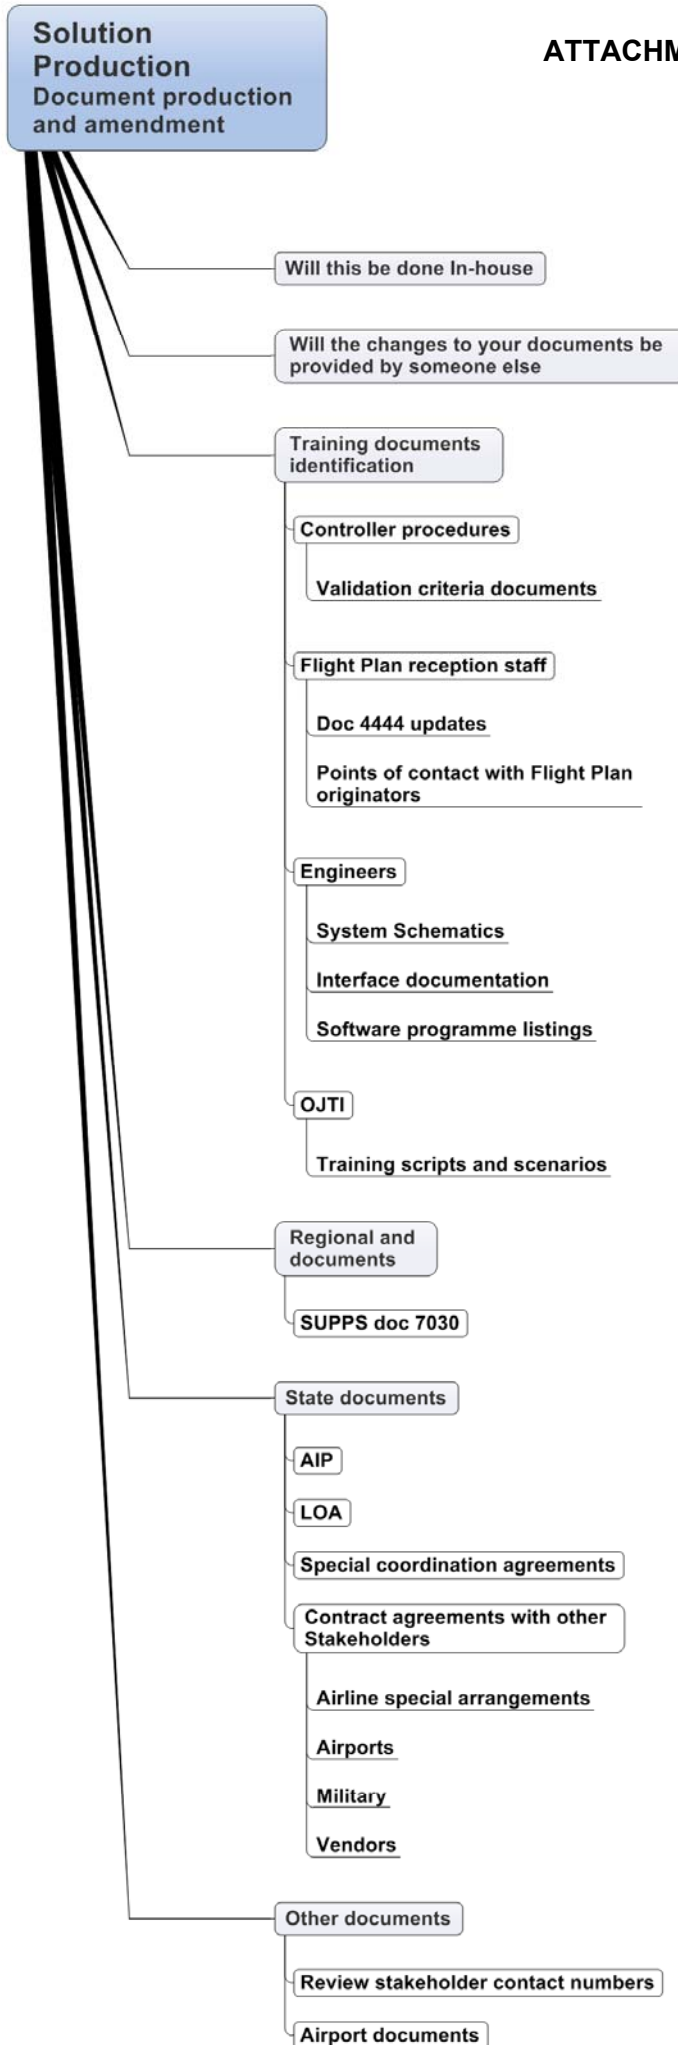 Solution
Production
Document production
and amendment
ATTACHM
Will this be done In-house
Will the changes to your documents be
provided by someone else
Training documents
identification
Controller procedures
Validation criteria documents
Flight Plan reception staff
Doc 4444 updates
Points of contact with Flight Plan
originators
Engineers
System Schematics
Interface documentation
Software programme listings
OJTI
Training scripts and scenarios
Regional and
documents
SUPPS doc 7030
State documents
AIP
LOA
Special coordination agreements
Contract agreements with other
Stakeholders
Airline special arrangements
Airports
Military
Vendors
Other documents
Review stakeholder contact numbers
Airport documents